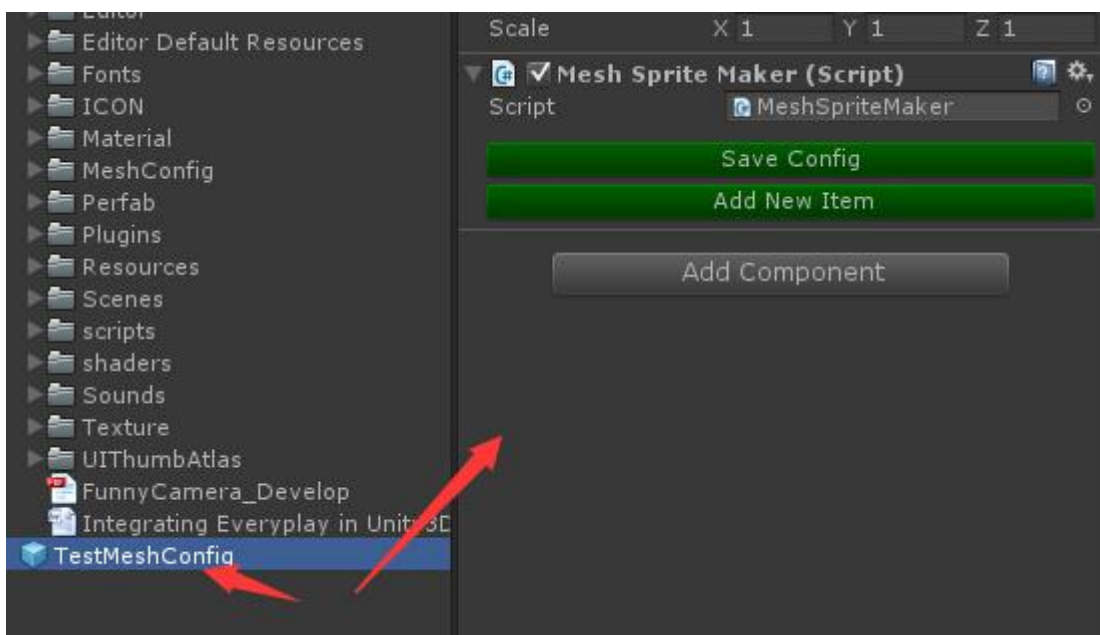 Editor
Editor Default Resources
Fonts
ICON
Material
MeshConfig
Perfab
Plugins
Resources
Scenes
scripts
shaders
Sounds
Texture
UIThumbAtlas
FunnyCamera_Develop
Integrating Everyplay in Unity3D
TestMeshConfig
Scale X 1 Y 1 Z 1
Mesh Sprite Maker (Script)
Script MeshSpriteMaker
Save Config
Add New Item
Add Component